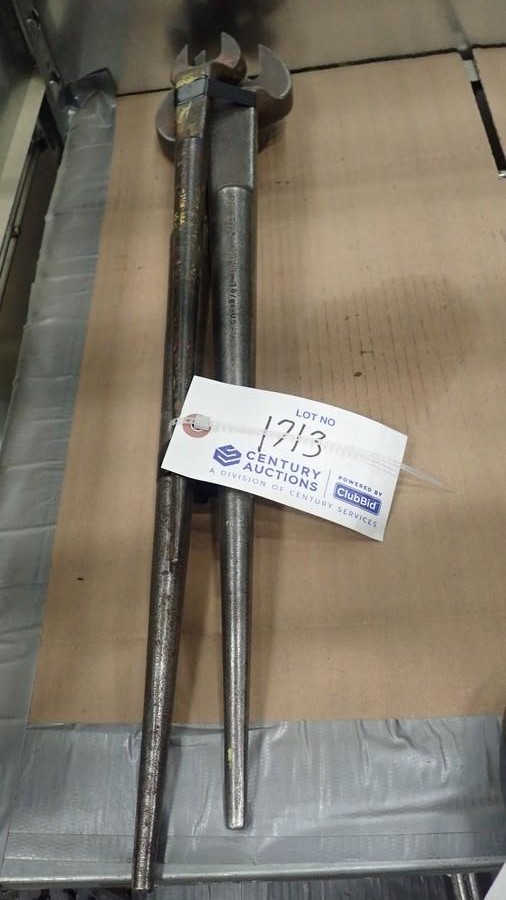 LOT NO
1713
CENTURY
AUCTIONS
A DIVISION OF CENTURY SERVICES
POWERED BY
ClubBid